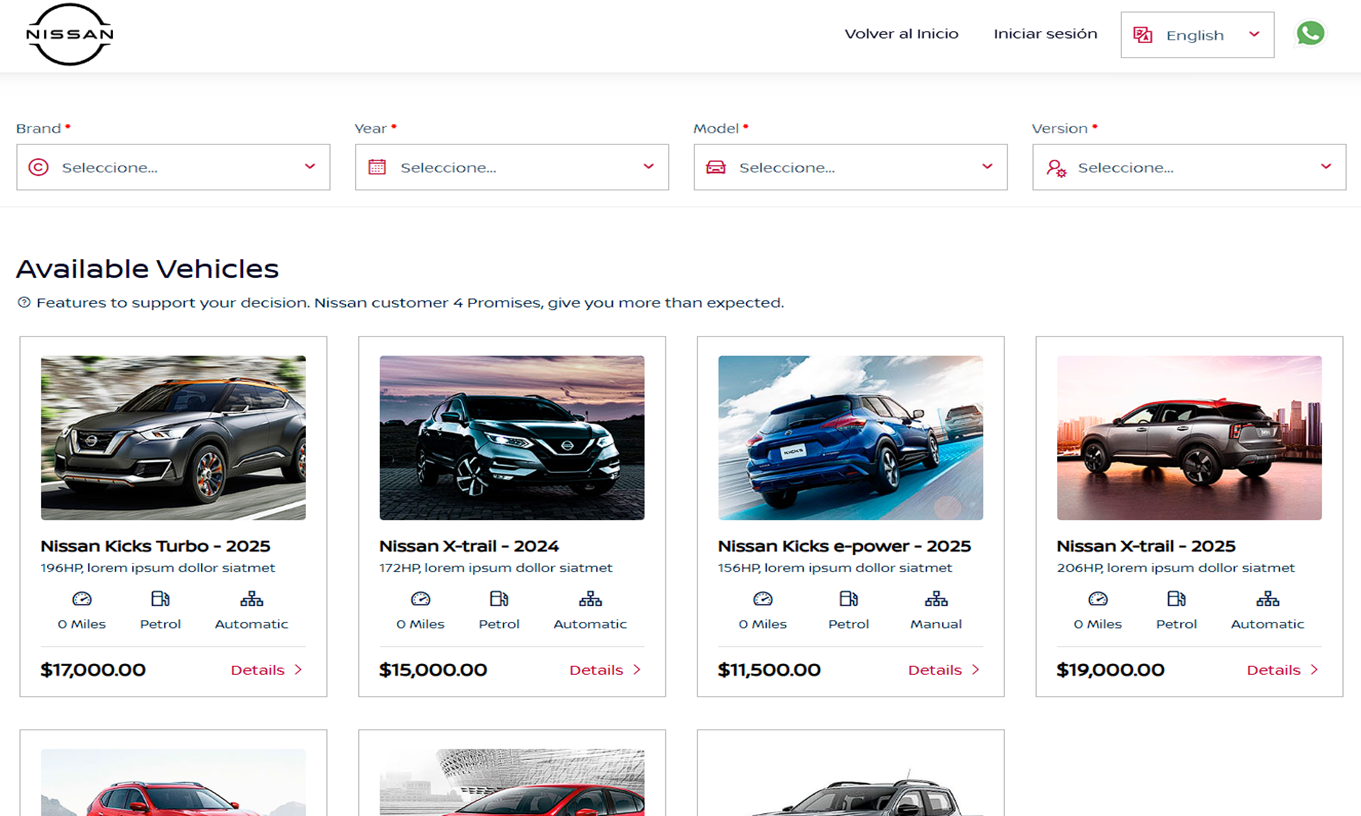 NISSAN
Volver al Inicio
Iniciar sesión
English
Brand *
Year *
Model *
Version *
Seleccione...
Seleccione...
Seleccione...
Seleccione...
Available Vehicles
Features to support your decision. Nissan customer 4 Promises, give you more than expected.
KICKS
Nissan Kicks Turbo - 2025
196HP, lorem ipsum dollor siatmet
0 Miles
Petrol
Automatic
$17,000.00
Details
Nissan X-trail - 2024
172HP, lorem ipsum dollor siatmet
0 Miles
Petrol
Automatic
$15,000.00
Details
Nissan Kicks e-power - 2025
156HP, lorem ipsum dollor siatmet
0 Miles
Petrol
Manual
$11,500.00
Details
Nissan X-trail - 2025
206HP, lorem ipsum dollor siatmet
0 Miles
Petrol
Automatic
$19,000.00
Details